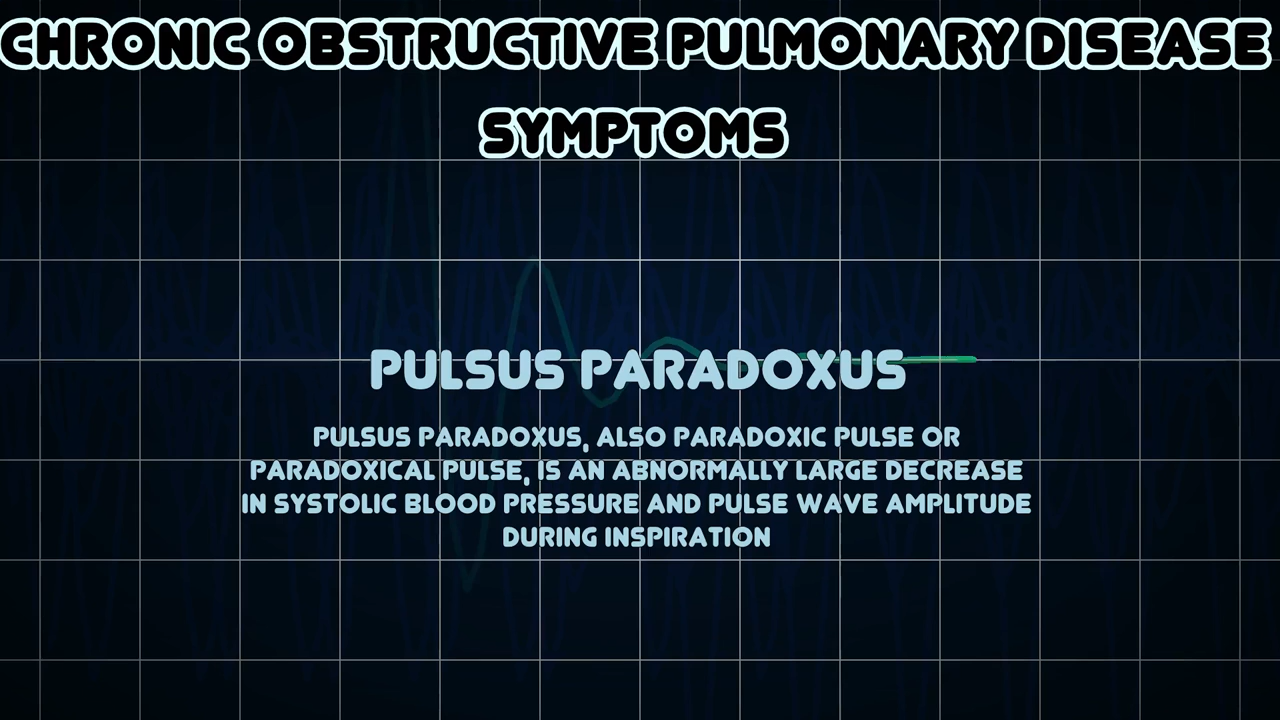 CHRONIC OBSTRUCTIVE PULMONARY DISEASE
SYMPTOMS
PULSUS PARADOXUS
PULSUS PARADOXUS, ALSO PARADOXIC PULSE OR
PARADOXICAL PULSE, IS AN ABNORMALLY LARGE DECREASE
IN SYSTOLIC BLOOD PRESSURE AND PULSE WAVE AMPLITUDE
DURING INSPIRATION